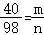 40/98 = m/n